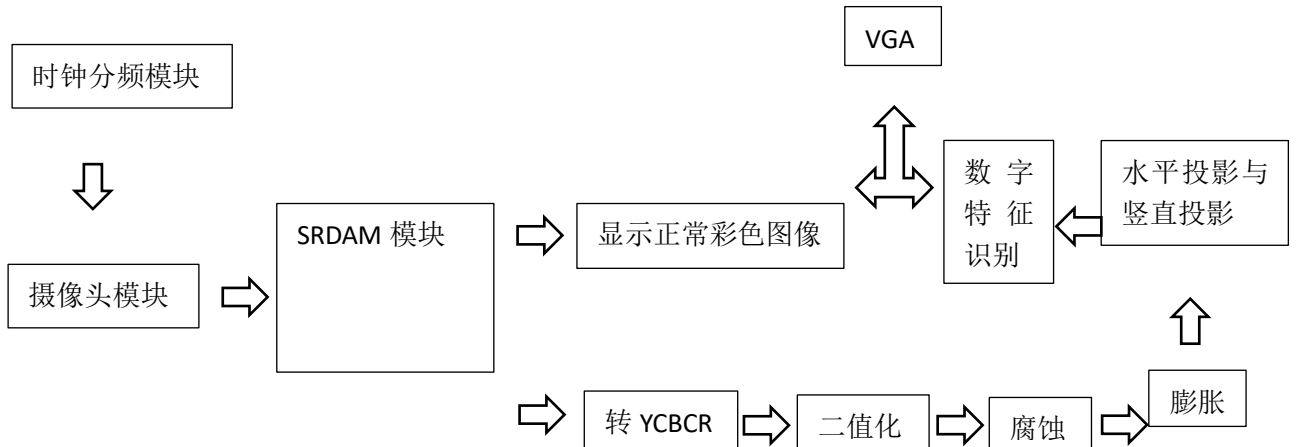 VGA
时钟分频模块
数字
特征
识别
水平投影与
竖直投影
SRDAM 模块
显示正常彩色图像
摄像头模块
膨胀
转 YCBCR
二值化
腐蚀